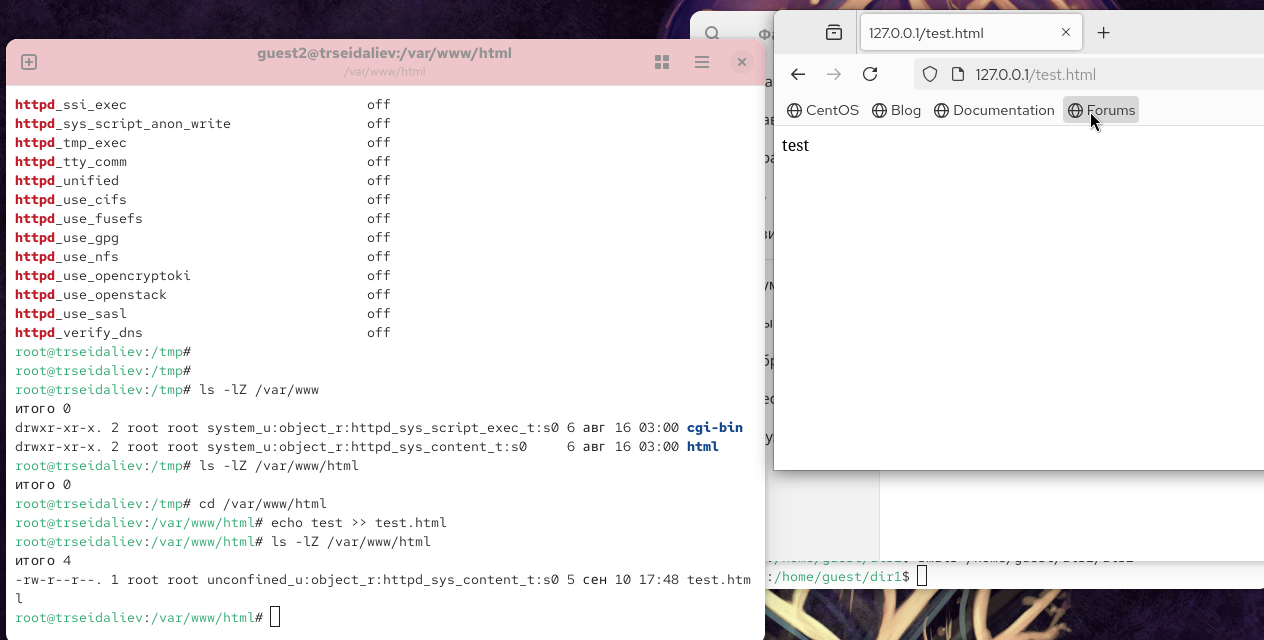 guest2@trseidaliev:/var/www/html
/var/www/html
httpd_ssi_exec off
httpd_sys_script_anon_write off
httpd_tmp_exec off
httpd_tty_comm off
httpd_unified off
httpd_use_cifs off
httpd_use_fusefs off
httpd_use_gpg off
httpd_use_nfs off
httpd_use_opencryptoki off
httpd_use_openstack off
httpd_use_sasl off
httpd_verify_dns off
root@trseidaliev:/tmp#
root@trseidaliev:/tmp#
root@trseidaliev:/tmp# ls -lZ /var/www
итого 0
drwxr-xr-x. 2 root root system_u:object_r:httpd_sys_script_exec_t:s0 6 авг 16 03:00 cgi-bin
drwxr-xr-x. 2 root root system_u:object_r:httpd_sys_content_t:s0 6 авг 16 03:00 html
root@trseidaliev:/tmp# ls -lZ /var/www/html
итого 0
root@trseidaliev:/tmp# cd /var/www/html
root@trseidaliev:/var/www/html# echo test >> test.html
root@trseidaliev:/var/www/html# ls -lZ /var/www/html
итого 4
-rw-r--r--. 1 root root unconfined_u:object_r:httpd_sys_content_t:s0 5 сен 10 17:48 test.htm
l
root@trseidaliev:/var/www/html#
127.0.0.1/test.html
127.0.0.1/test.html
CentOS Blog Documentation Forums
test
:/home/guest/dir1$